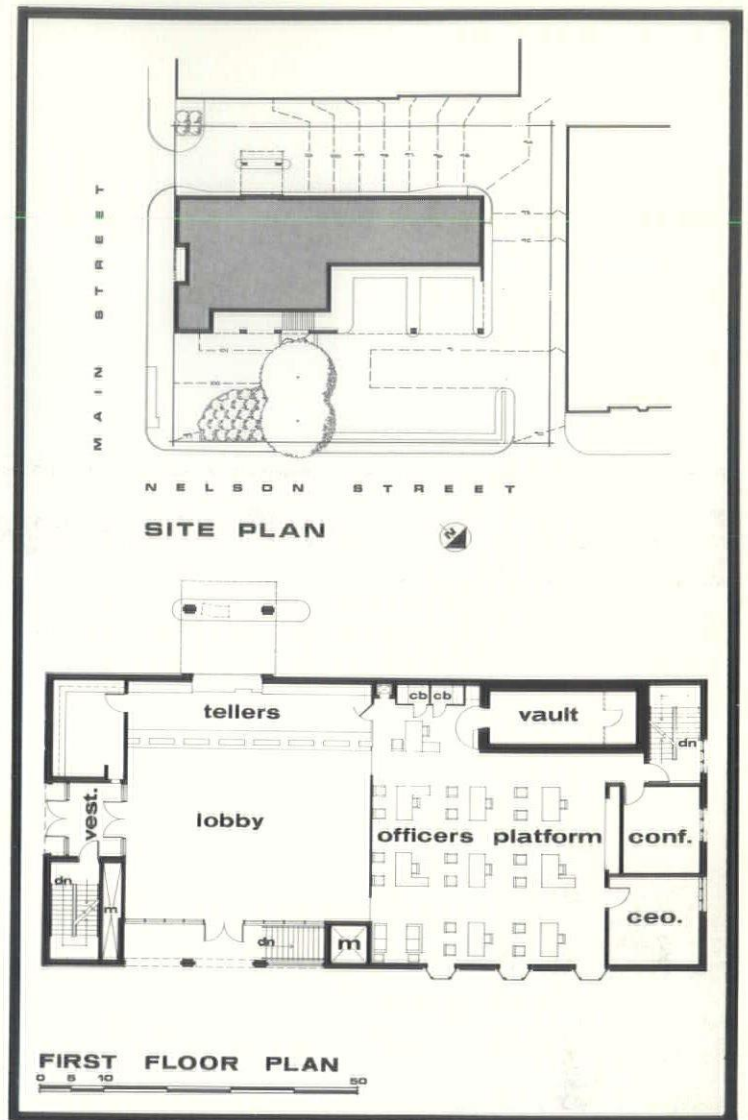 MAIN STREET
NELSON STREET
SITE PLAN
N
tellers
cb cb
vault
dn
vest.
lobby
officers platform
conf.
dn
m
ceo.
dn
m
FIRST FLOOR PLAN
0 5 10 50